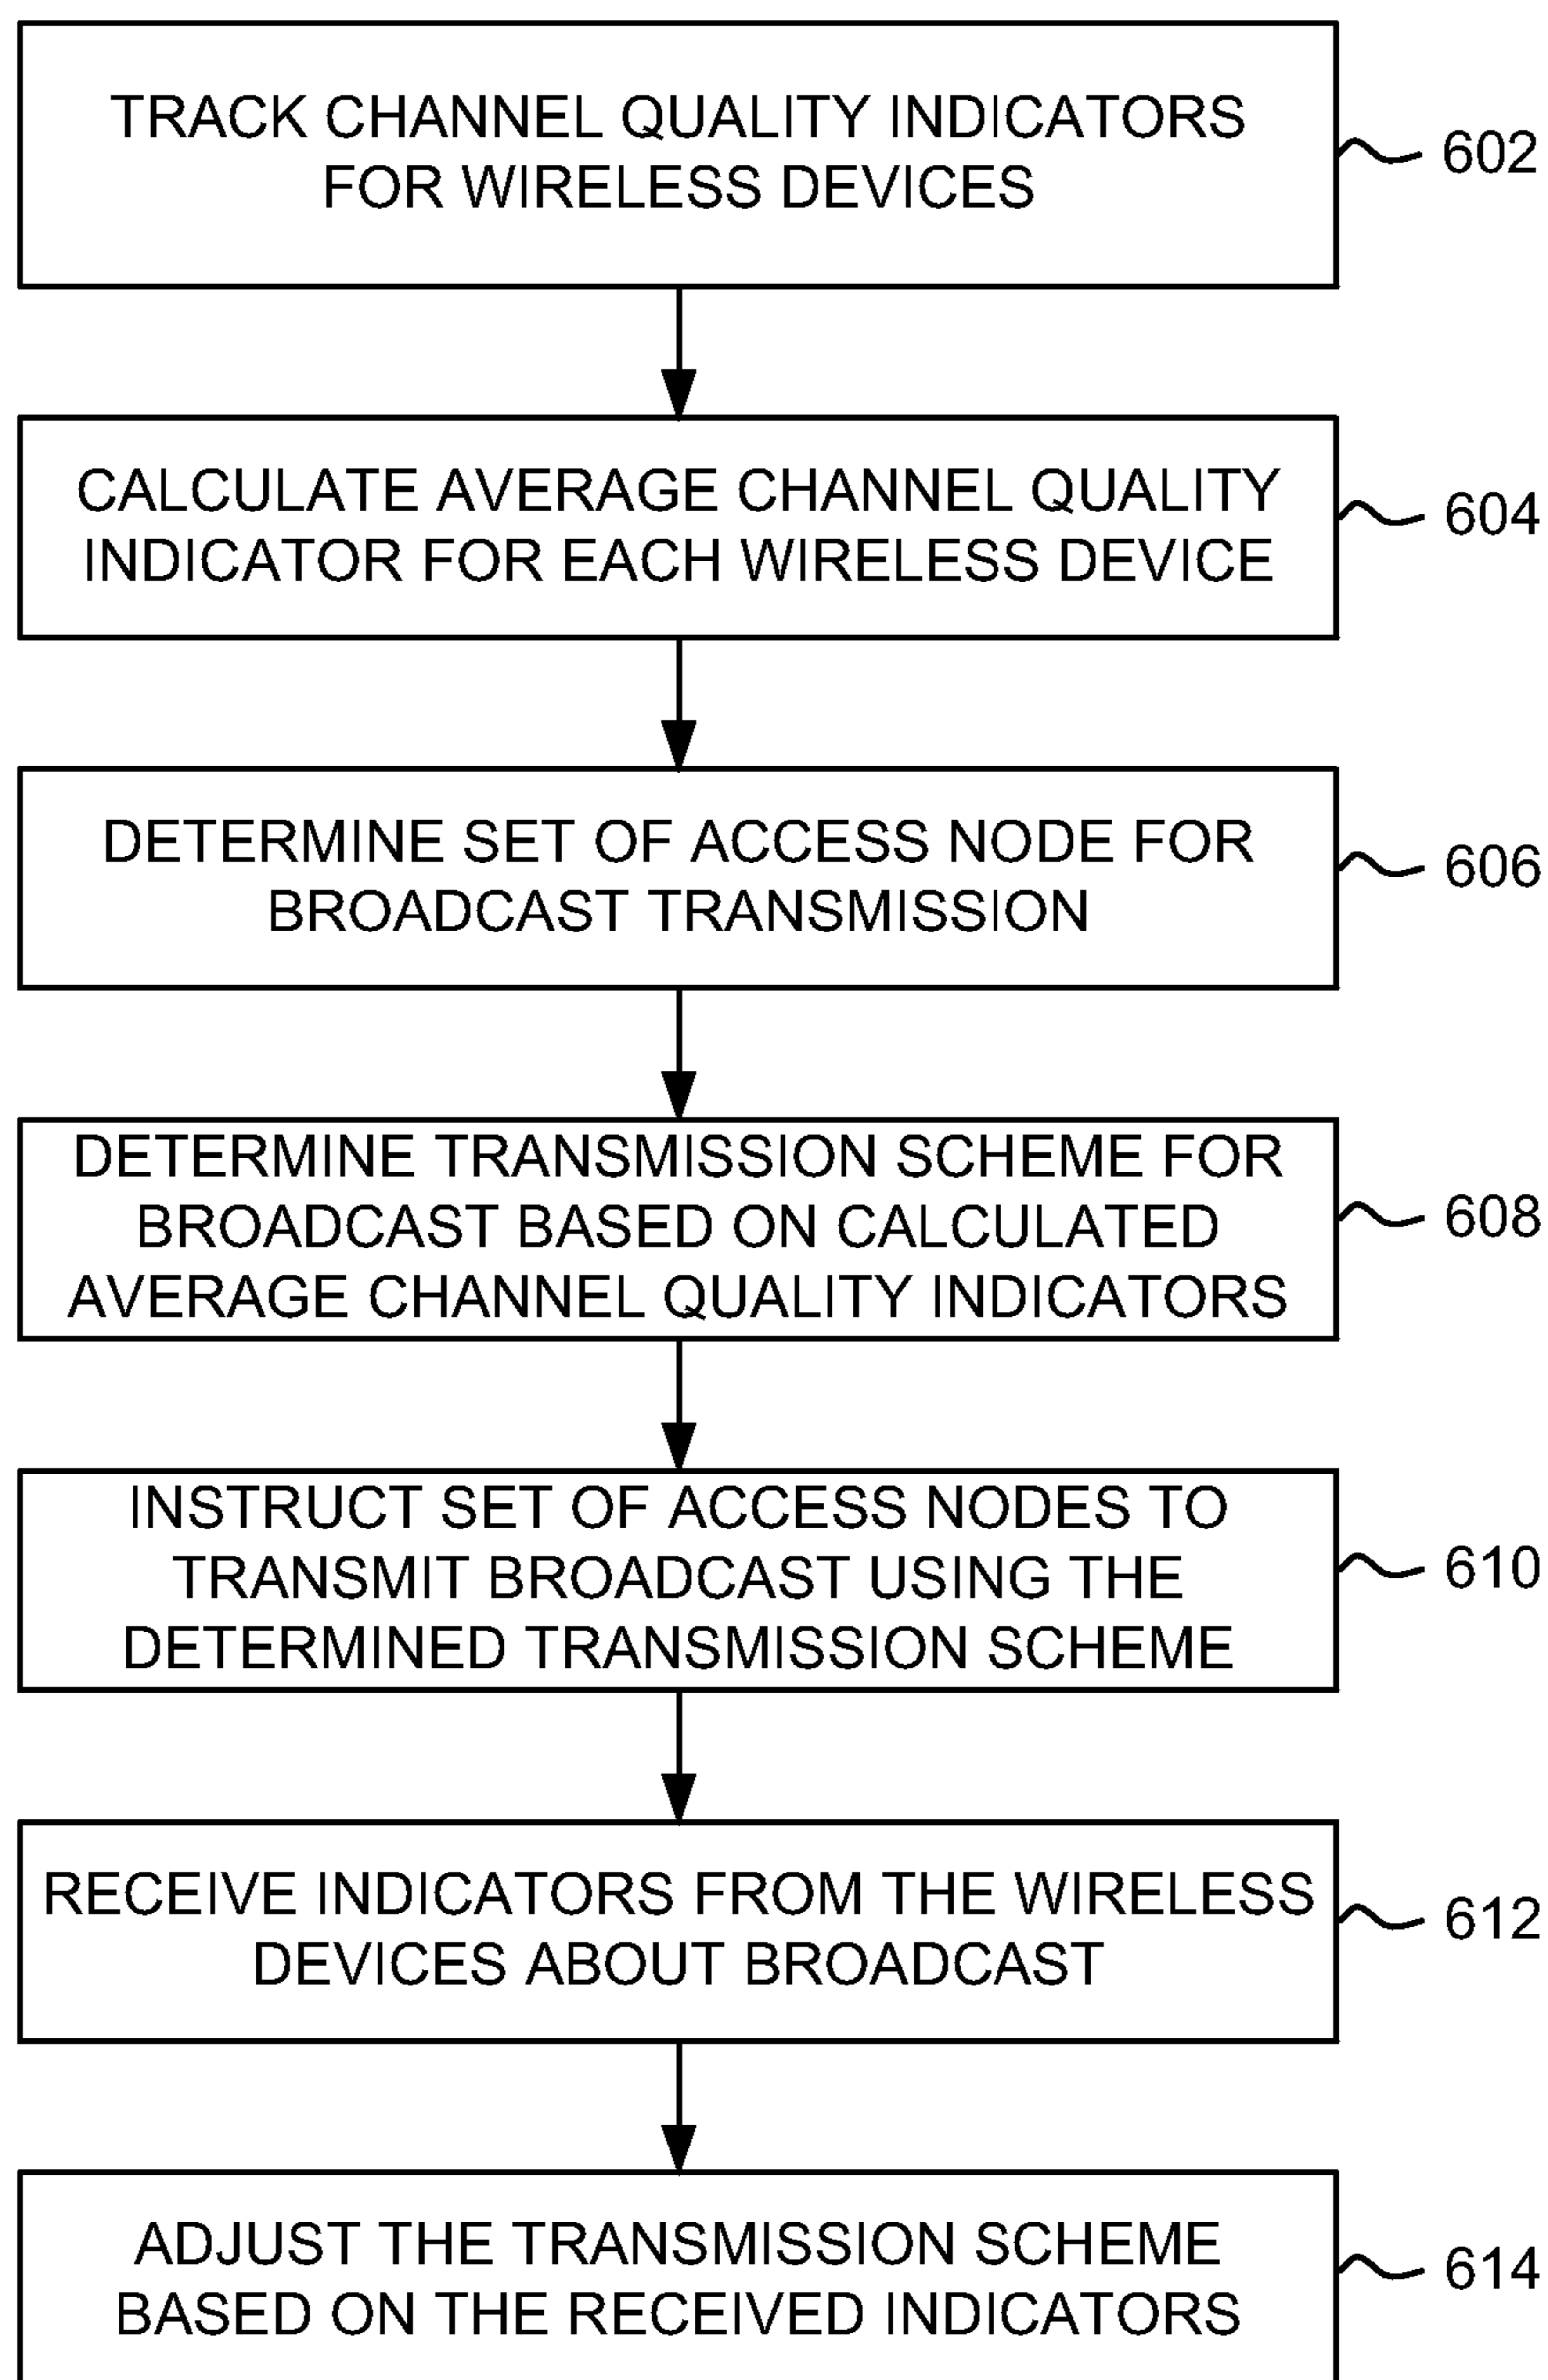 TRACK CHANNEL QUALITY INDICATORS
FOR WIRELESS DEVICES
602
CALCULATE AVERAGE CHANNEL QUALITY
INDICATOR FOR EACH WIRELESS DEVICE
604
DETERMINE SET OF ACCESS NODE FOR
BROADCAST TRANSMISSION
606
DETERMINE TRANSMISSION SCHEME FOR
BROADCAST BASED ON CALCULATED
AVERAGE CHANNEL QUALITY INDICATORS
608
INSTRUCT SET OF ACCESS NODES TO
TRANSMIT BROADCAST USING THE
DETERMINED TRANSMISSION SCHEME
610
RECEIVE INDICATORS FROM THE WIRELESS
DEVICES ABOUT BROADCAST
612
ADJUST THE TRANSMISSION SCHEME
BASED ON THE RECEIVED INDICATORS
614